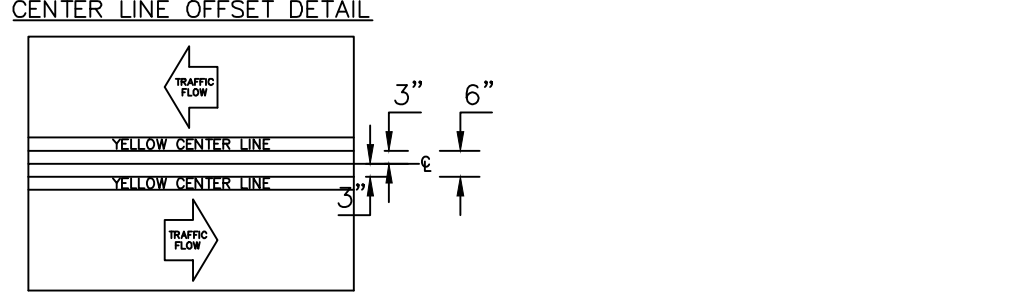 CENTER LINE OFFSET DETAIL
TRAFFIC
FLOW
3” 6”
YELLOW CENTER LINE
℄
YELLOW CENTER LINE
3”
TRAFFIC
FLOW